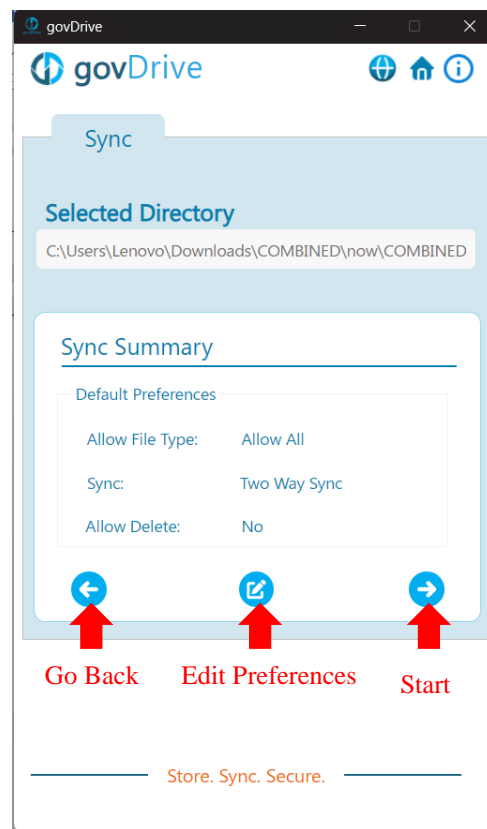 govDrive
govDrive
Sync
Selected Directory
C:\Users\Lenovo\Downloads\COMBINED\now\COMBINED
Sync Summary
Default Preferences
Allow File Type: Allow All
Sync: Two Way Sync
Allow Delete: No
Go Back Edit Preferences Start
Store. Sync. Secure.